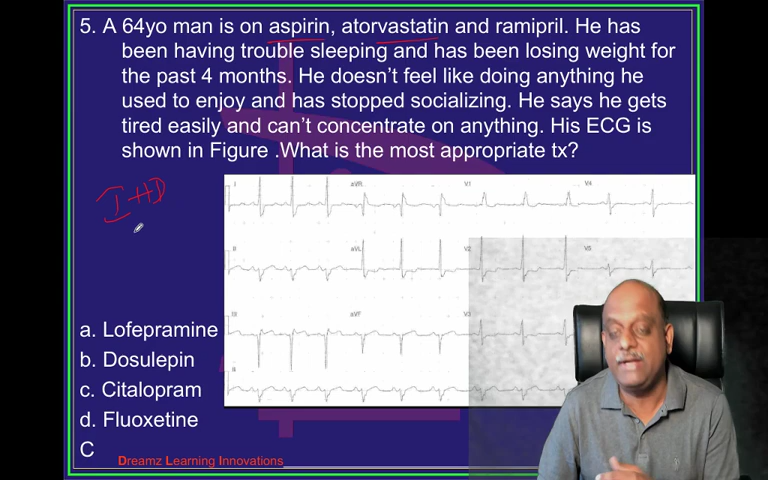 5. A 64yo man is on aspirin, atorvastatin and ramipril. He has
been having trouble sleeping and has been losing weight for
the past 4 months. He doesn't feel like doing anything he
used to enjoy and has stopped socializing. He says he gets
tired easily and can't concentrate on anything. His ECG is
shown in Figure .What is the most appropriate tx?
IHD
I aVR V1 V4
II aVL V2 V5
III aVF V3
II
a. Lofepramine
b. Dosulepin
c. Citalopram
d. Fluoxetine
C
Dreamz Learning Innovations